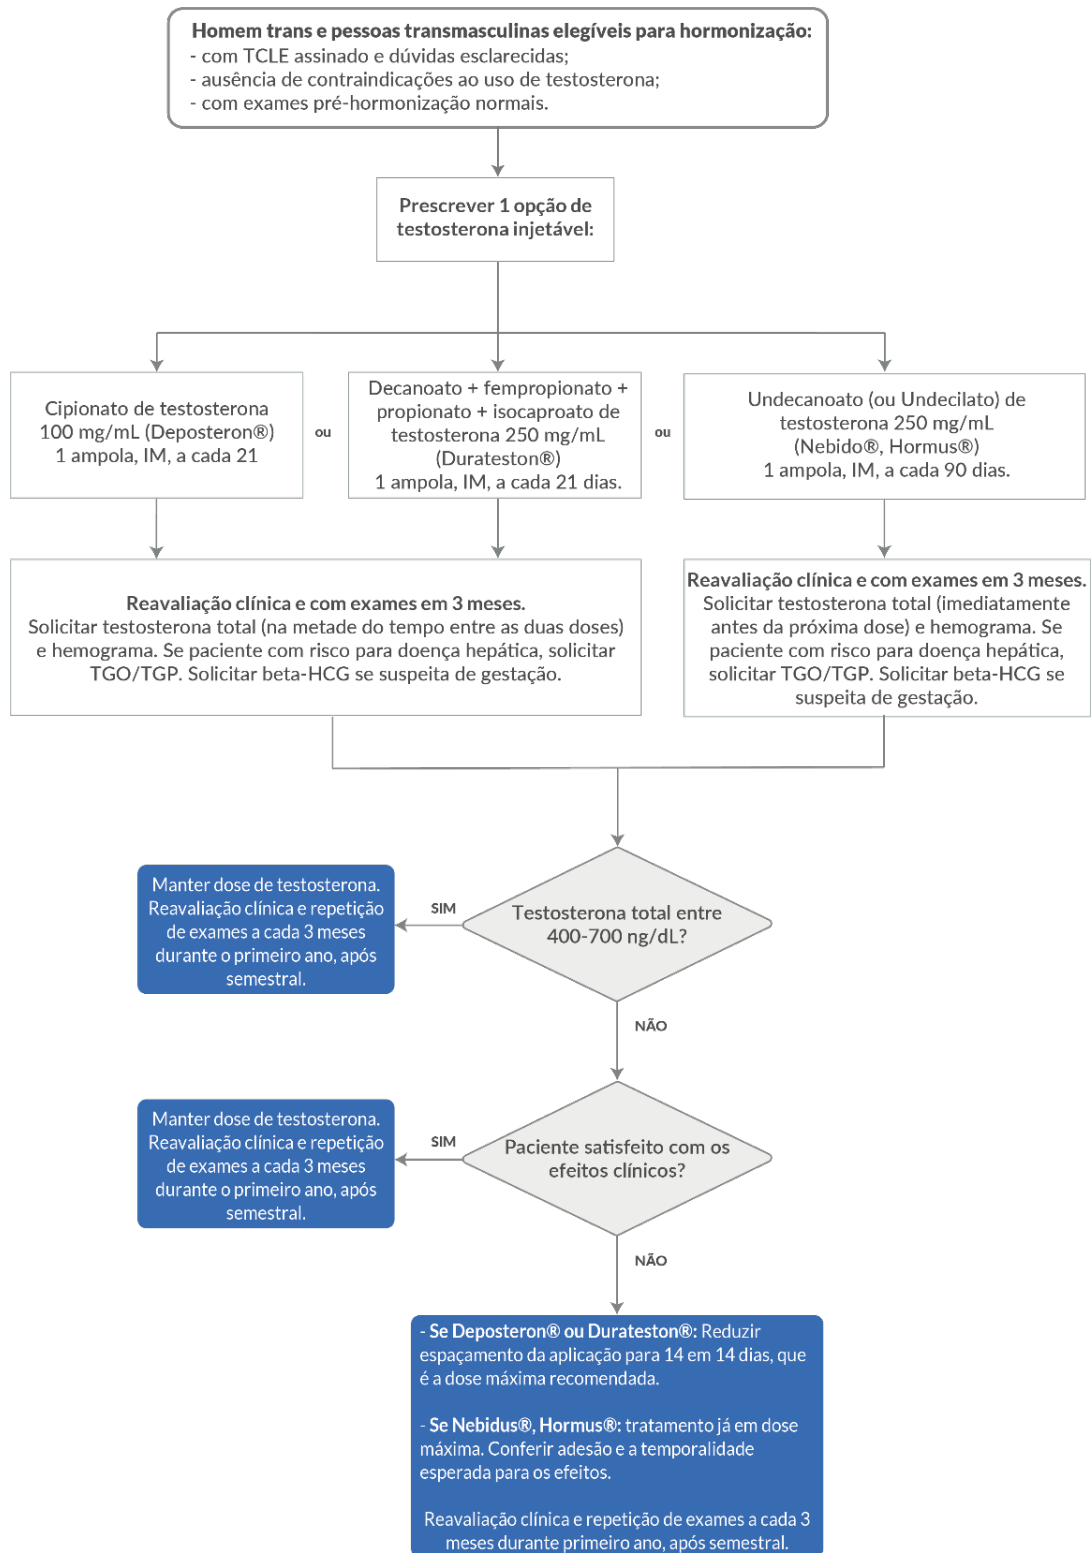 Homem trans e pessoas transmasculinas elegíveis para hormonização:
- com TCLE assinado e dúvidas esclarecidas;
- ausência de contraindicações ao uso de testosterona;
- com exames pré-hormonização normais.
Prescrever 1 opção de
testosterona injetável:
Cipionato de testosterona
100 mg/mL (Deposteron®)
1 ampola, IM, a cada 21
ou
Decanoato + fempropionato +
propionato + isocaproato de
testosterona 250 mg/mL
(Durateston®)
1 ampola, IM, a cada 21 dias.
ou
Undecanoato (ou Undecilato) de
testosterona 250 mg/mL
(Nebido®, Hormus®)
1 ampola, IM, a cada 90 dias.
Reavaliação clínica e com exames em 3 meses.
Solicitar testosterona total (na metade do tempo entre as duas doses)
e hemograma. Se paciente com risco para doença hepática, solicitar
TGO/TGP. Solicitar beta-HCG se suspeita de gestação.
Reavaliação clínica e com exames em 3 meses.
Solicitar testosterona total (imediatamente
antes da próxima dose) e hemograma. Se
paciente com risco para doença hepática,
solicitar TGO/TGP. Solicitar beta-HCG se
suspeita de gestação.
Testosterona total entre
400-700 ng/dL?
SIM
Manter dose de testosterona.
Reavaliação clínica e repetição
de exames a cada 3 meses
durante o primeiro ano, após
semestral.
NÃO
Paciente satisfeito com os
efeitos clínicos?
SIM
Manter dose de testosterona.
Reavaliação clínica e repetição
de exames a cada 3 meses
durante o primeiro ano, após
semestral.
NÃO
- Se Deposteron® ou Durateston®: Reduzir
espaçamento da aplicação para 14 em 14 dias, que
é a dose máxima recomendada.
- Se Nebidus®, Hormus®: tratamento já em dose
máxima. Conferir adesão e a temporalidade
esperada para os efeitos.
Reavaliação clínica e repetição de exames a cada 3
meses durante primeiro ano, após semestral.